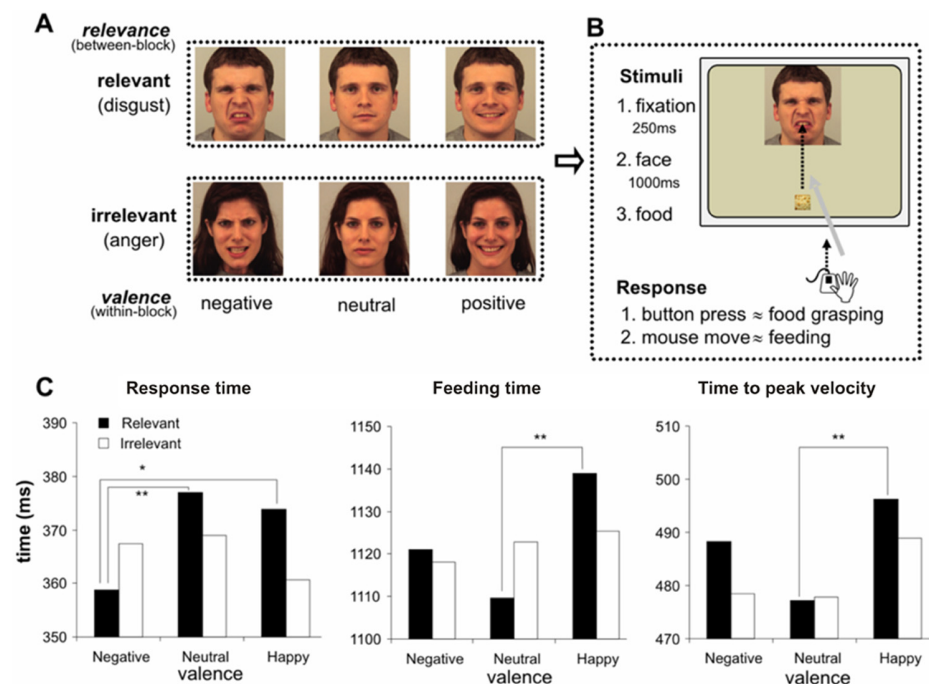 A
relevance
(between-block)
relevant
(disgust)
irrelevant
(anger)
valence
(within-block)
negative
neutral
positive
B
Stimuli
1. fixation
250ms
2. face
1000ms
3. food
Response
1. button press ≈ food grasping
2. mouse move ≈ feeding
C
Response time
time (ms)
390
380
370
360
350
Relevant
Irrelevant
*
**
Negative
Neutral
Happy
valence
Feeding time
1150
1140
1130
1120
1110
1100
**
Negative
Neutral
Happy
valence
Time to peak velocity
510
500
490
480
470
**
Negative
Neutral
Happy
valence